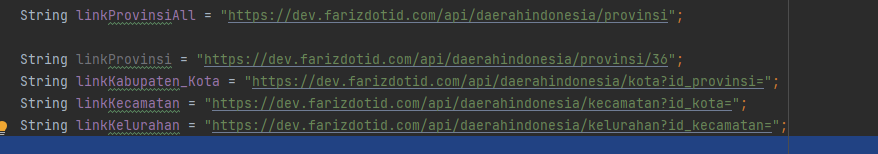 String linkProvinsiAll = "https://dev.farizdotid.com/api/daerahindonesia/provinsi";
String linkProvinsi = "https://dev.farizdotid.com/api/daerahindonesia/provinsi/36";
String linkKabupaten_Kota = "https://dev.farizdotid.com/api/daerahindonesia/kota?id_provinsi=";
String linkKecamatan = "https://dev.farizdotid.com/api/daerahindonesia/kecamatan?id_kota=";
String linkKelurahan = "https://dev.farizdotid.com/api/daerahindonesia/kelurahan?id_kecamatan=";